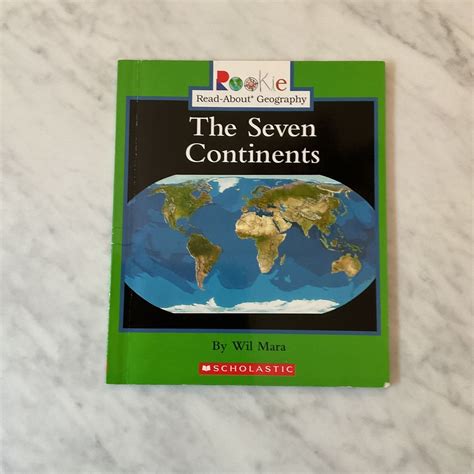 Rookie
Read-About® Geography
The Seven
Continents
By Wil Mara
SCHOLASTIC